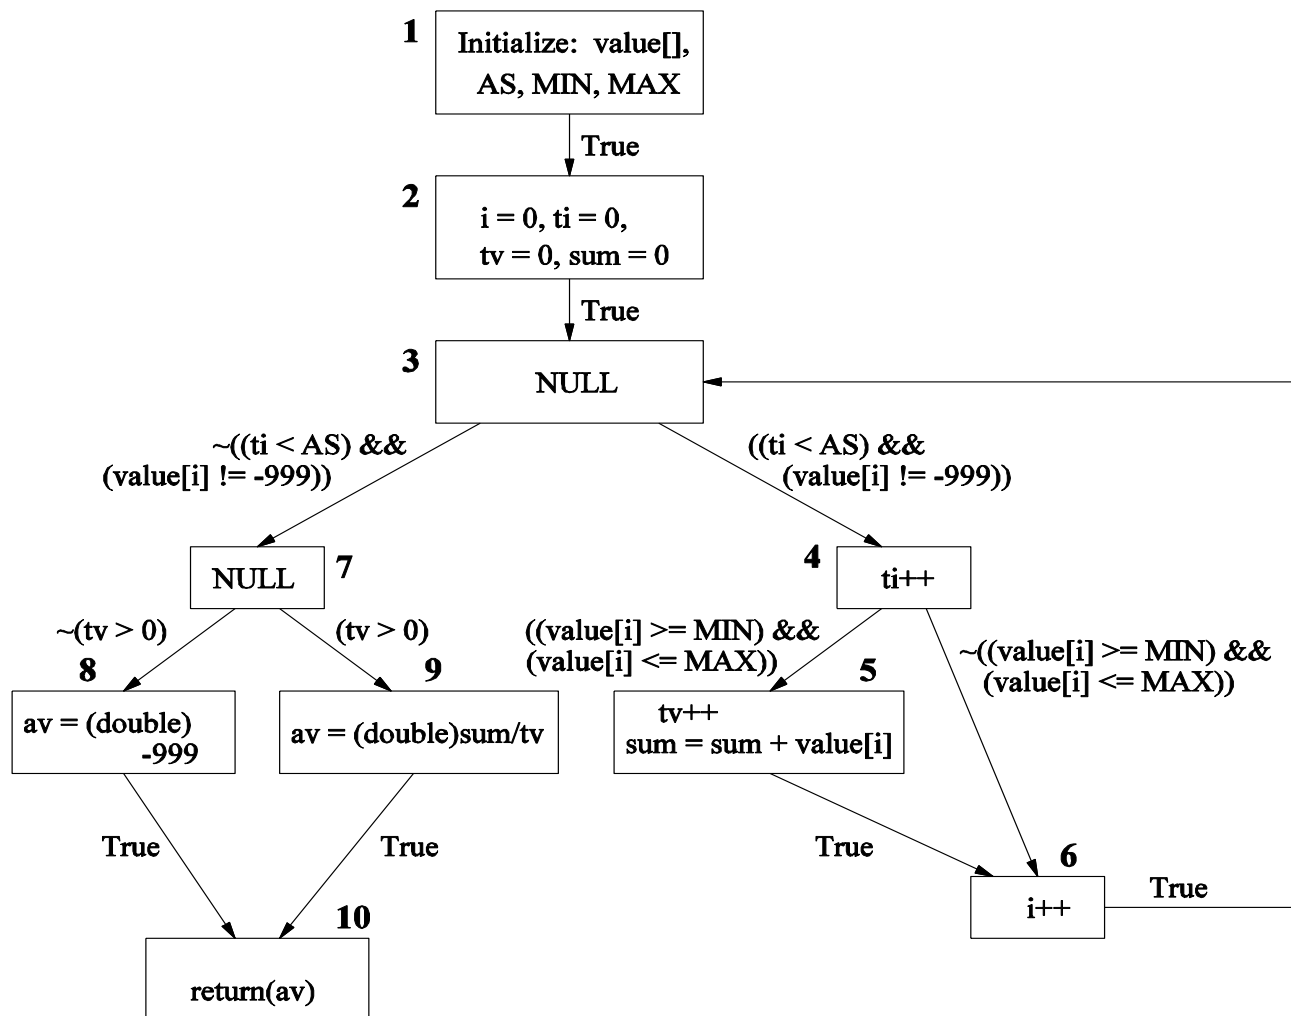 1
Initialize: value[],
AS, MIN, MAX
True
2
i = 0, ti = 0,
tv = 0, sum = 0
True
3
NULL
~((ti < AS) &&
(value[i] != -999))
((ti < AS) &&
(value[i] != -999))
NULL
7
4
ti++
~(tv > 0)
(tv > 0)
((value[i] >= MIN) &&
(value[i] <= MAX))
~((value[i] >= MIN) &&
(value[i] <= MAX))
8
av = (double)
-999
9
av = (double)sum/tv
5
tv++
sum = sum + value[i]
True
True
True
6
i++
True
10
return(av)